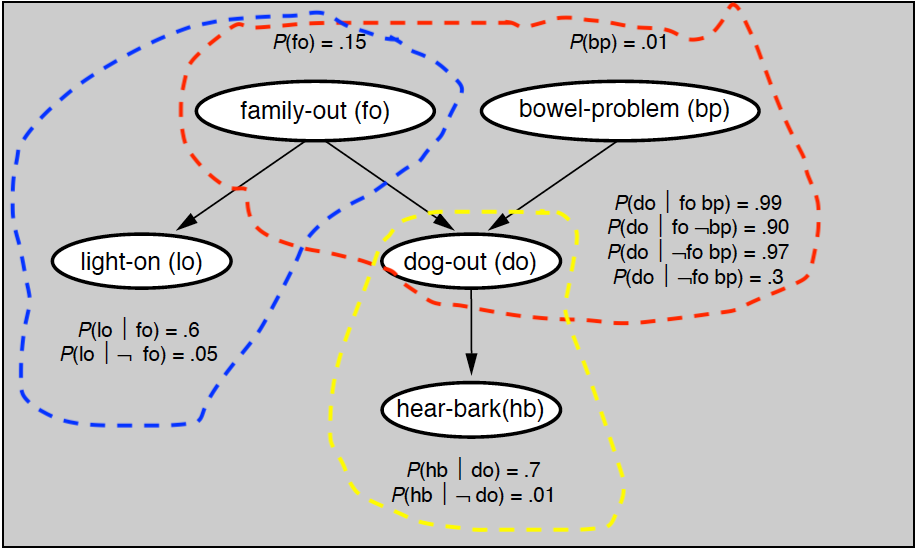 P(fo) = .15
P(bp) = .01
family-out (fo)
bowel-problem (bp)
P(do | fo bp) = .99
P(do | fo ¬bp) = .90
P(do | ¬fo bp) = .97
P(do | ¬fo bp) = .3
light-on (lo)
dog-out (do)
P(lo | fo) = .6
P(lo | ¬ fo) = .05
hear-bark(hb)
P(hb | do) = .7
P(hb | ¬ do) = .01